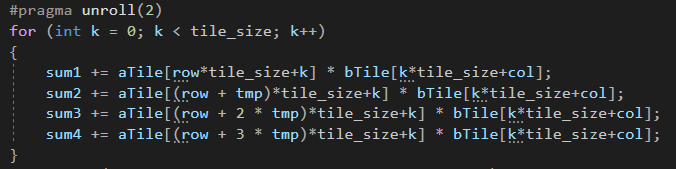 #pragma unroll(2)
for (int k = 0; k < tile_size; k++)
{
    sum1 += aTile[row*tile_size+k] * bTile[k*tile_size+col];
    sum2 += aTile[(row + tmp)*tile_size+k] * bTile[k*tile_size+col];
    sum3 += aTile[(row + 2 * tmp)*tile_size+k] * bTile[k*tile_size+col];
    sum4 += aTile[(row + 3 * tmp)*tile_size+k] * bTile[k*tile_size+col];
}